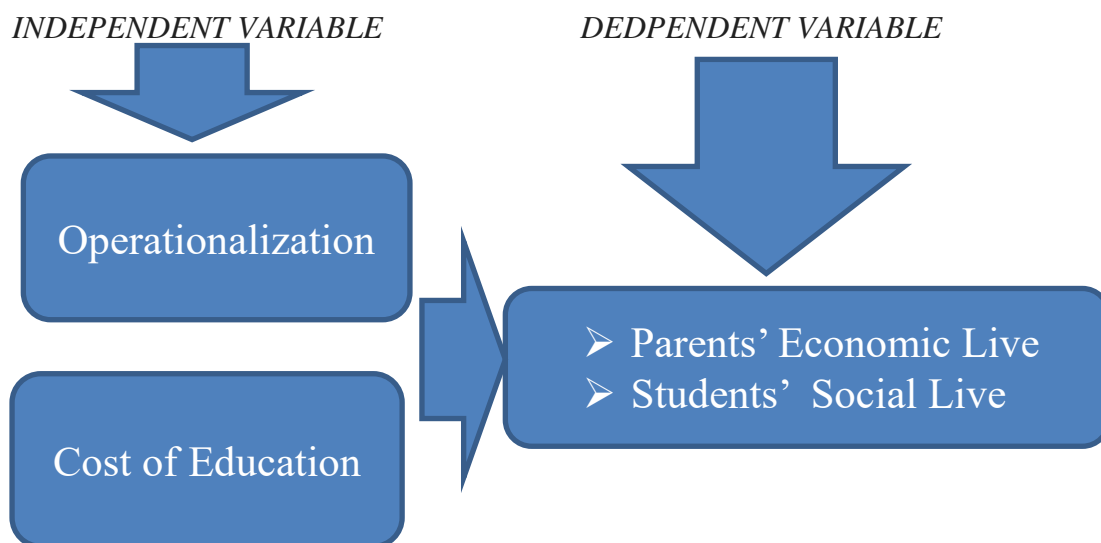 INDEPENDENT VARIABLE
DEDPENDENT VARIABLE
Operationalization
Cost of Education
➢ Parents’ Economic Live
➢ Students’ Social Live